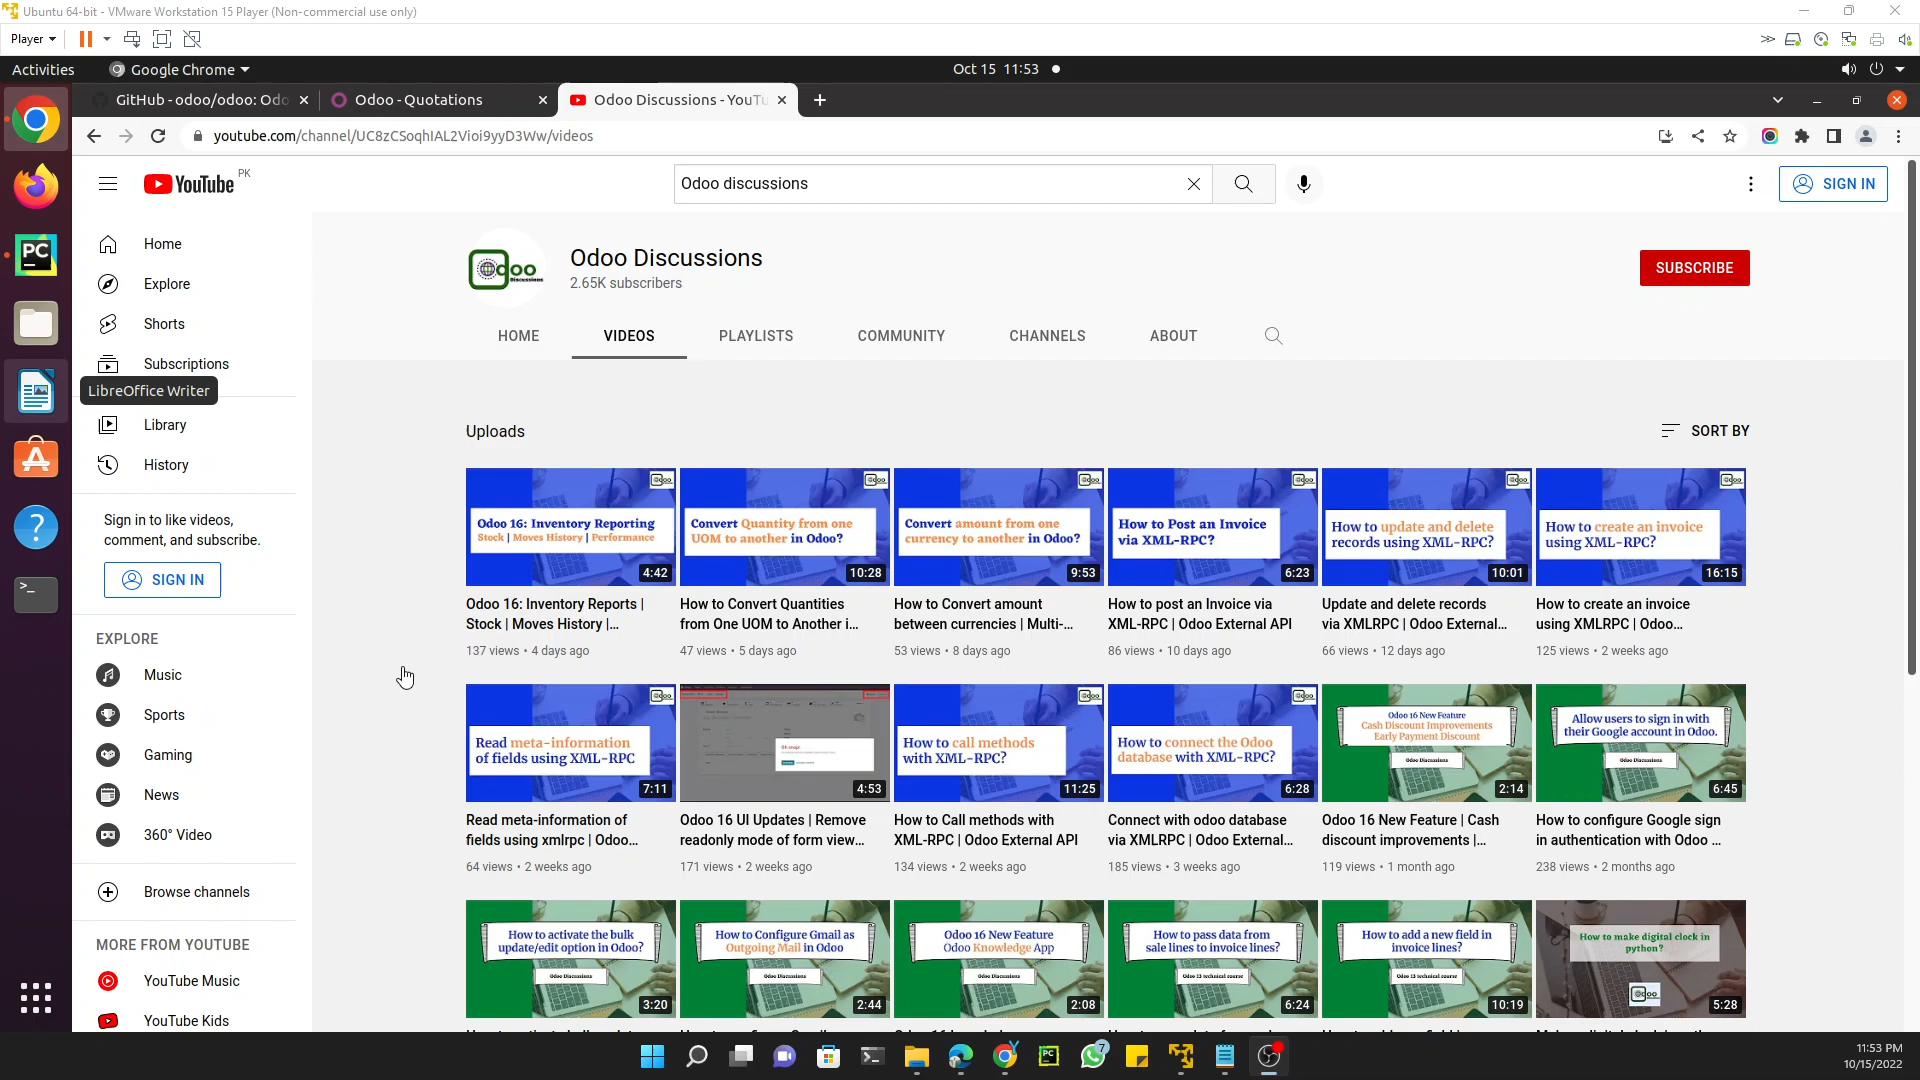 Ubuntu 64-bit - VMware Workstation 15 Player (Non-commercial use only)
Player
Activities
Google Chrome
Oct 15 11:53
GitHub - odoo/odoo: Odo
Odoo - Quotations
Odoo Discussions - YouTu
youtube.com/channel/UC8zCSoqhIAL2Vioi9yyD3Ww/videos
YouTube PK
Odoo discussions
SIGN IN
Home
Explore
Shorts
Subscriptions
LibreOffice Writer
Library
History
Sign in to like videos,
comment, and subscribe.
SIGN IN
EXPLORE
Music
Sports
Gaming
News
360° Video
Browse channels
MORE FROM YOUTUBE
YouTube Music
YouTube Kids
Odoo Discussions
2.65K subscribers
SUBSCRIBE
HOME VIDEOS PLAYLISTS COMMUNITY CHANNELS ABOUT
Uploads
SORT BY
Odoo 16: Inventory Reporting
Stock | Moves History | Performance
4:42
Convert Quantity from one
UOM to another in Odoo?
10:28
Convert amount from one
currency to another in Odoo?
9:53
How to Post an Invoice
via XML-RPC?
6:23
How to update and delete
records using XML-RPC?
10:01
How to create an invoice
using XML-RPC?
16:15
Odoo 16: Inventory Reports |
Stock | Moves History |...
137 views • 4 days ago
How to Convert Quantities
from One UOM to Another i...
47 views • 5 days ago
How to Convert amount
between currencies | Multi-...
53 views • 8 days ago
How to post an Invoice via
XML-RPC | Odoo External API
86 views • 10 days ago
Update and delete records
via XMLRPC | Odoo External...
66 views • 12 days ago
How to create an invoice
using XMLRPC | Odoo...
125 views • 2 weeks ago
Read meta-information
of fields using XML-RPC
7:11
4:53
How to call methods
with XML-RPC?
11:25
How to connect the Odoo
database with XML-RPC?
6:28
Odoo 16 New Feature
Cash Discount Improvements
Early Payment Discount
Odoo Discussions
2:14
Allow users to sign in with
their Google account in Odoo.
Odoo Discussions
6:45
Read meta-information of
fields using xmlrpc | Odoo...
64 views • 2 weeks ago
Odoo 16 UI Updates | Remove
readonly mode of form view...
171 views • 2 weeks ago
How to Call methods with
XML-RPC | Odoo External API
134 views • 2 weeks ago
Connect with odoo database
via XMLRPC | Odoo External...
185 views • 3 weeks ago
Odoo 16 New Feature | Cash
discount improvements |...
119 views • 1 month ago
How to configure Google sign
in authentication with Odoo ...
238 views • 2 months ago
How to activate the bulk
update/edit option in Odoo?
Odoo Discussions
3:20
How to Configure Gmail as
Outgoing Mail in Odoo
Odoo Discussions
2:44
Odoo 16 New Feature
Odoo Knowledge App
Odoo Discussions
2:08
How to pass data from
sale lines to invoice lines?
Odoo 13 technical course
6:24
How to add a new field in
invoice lines?
Odoo 13 technical course
10:19
How to make digital clock in
python?
5:28
7
11:53 PM
10/15/2022